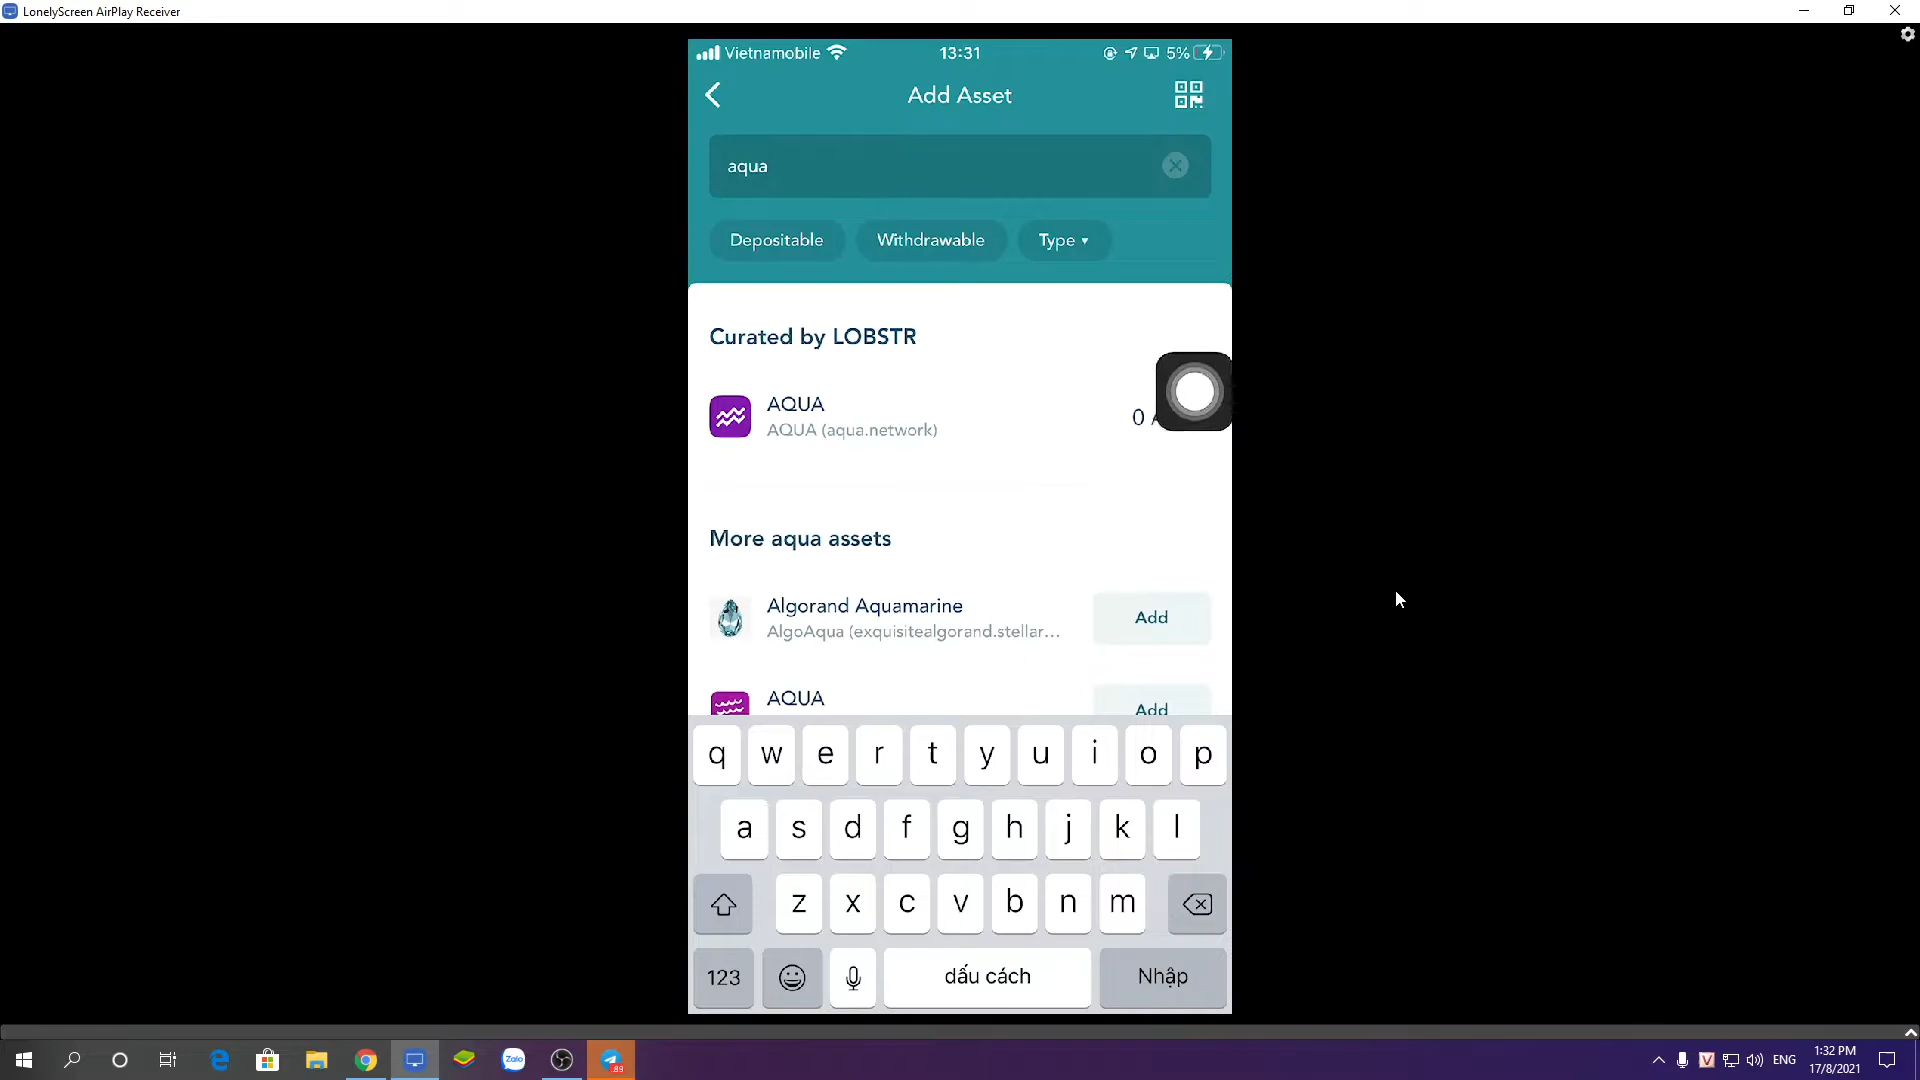 LonelyScreen AirPlay Receiver
Vietnamobile 13:31 5%
Add Asset
aqua
Depositable Withdrawable Type ▾
Curated by LOBSTR
AQUA
AQUA (aqua.network) 0
More aqua assets
Algorand Aquamarine
AlgoAqua (exquisitealgorand.stellar... Add
AQUA
Add
q w e r t y u i o p
a s d f g h j k l
z x c v b n m
123 dấu cách Nhập
Zalo 89 V ENG 1:32 PM
17/8/2021